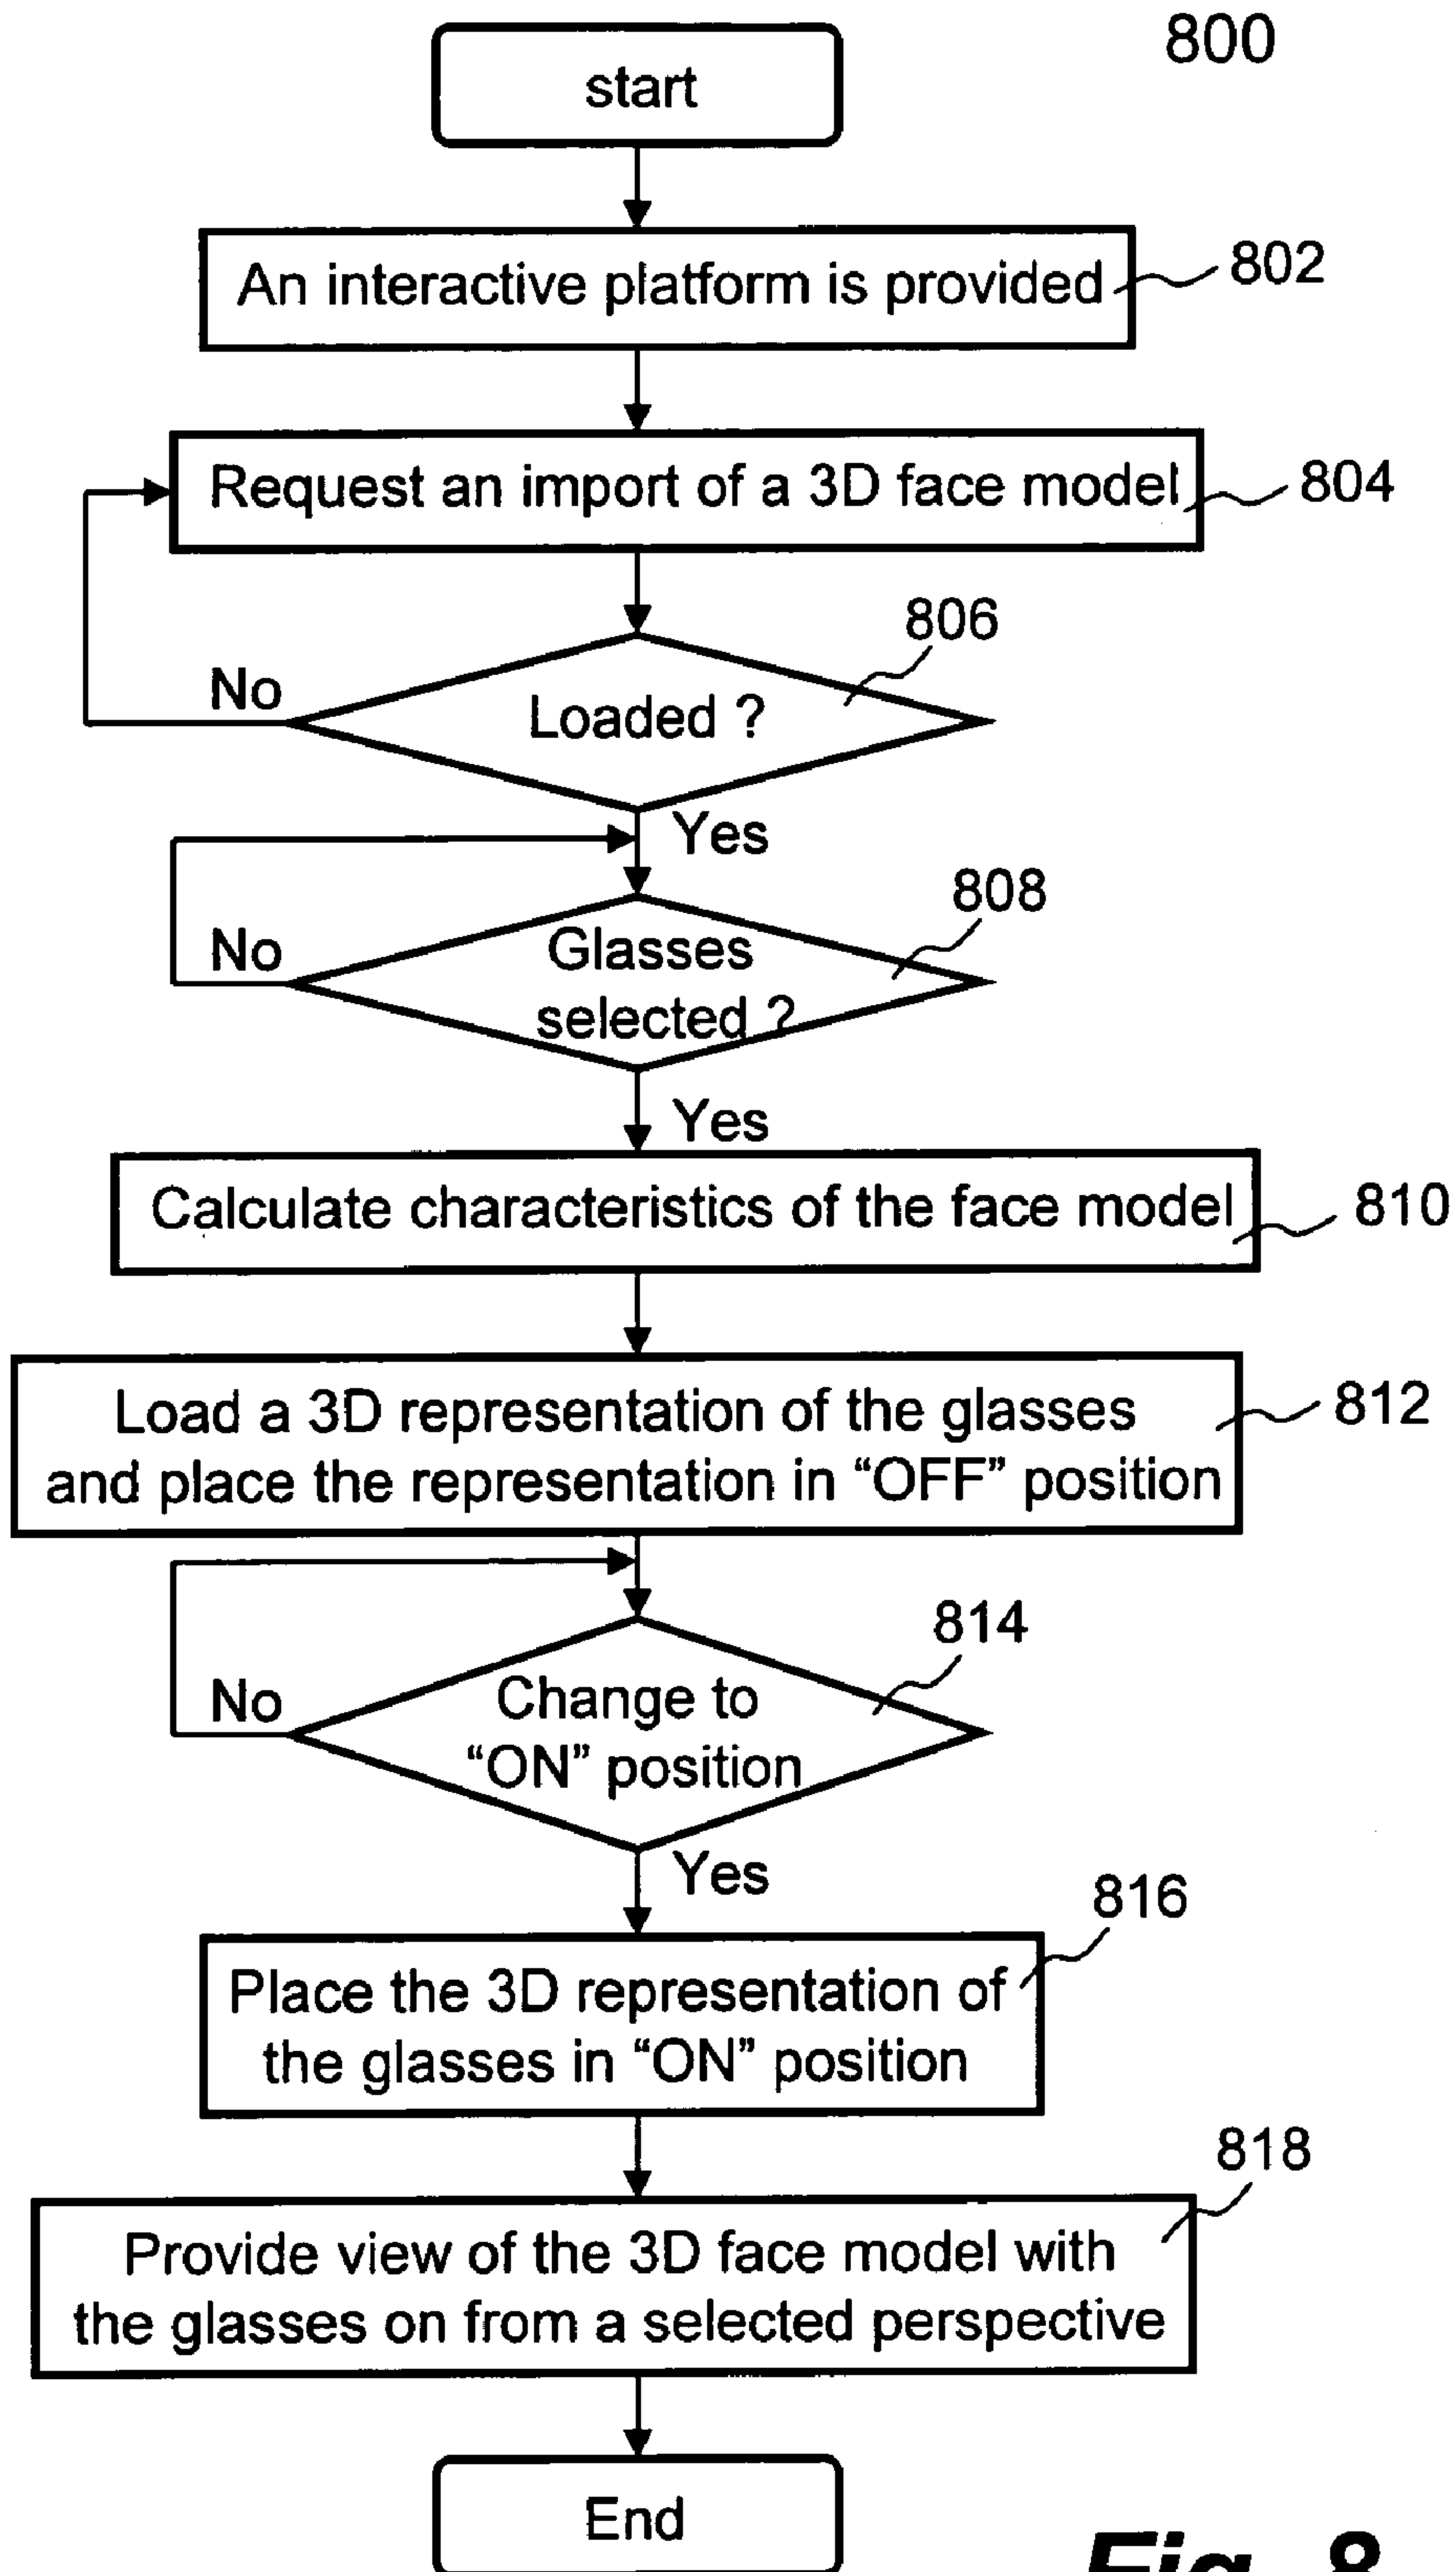 800
start
An interactive platform is provided
802
Request an import of a 3D face model
804
806
No
Loaded ?
Yes
808
No
Glasses
selected ?
Yes
Calculate characteristics of the face model
810
Load a 3D representation of the glasses
812
and place the representation in “OFF” position
814
No
Change to
“ON” position
Yes
816
Place the 3D representation of
the glasses in “ON” position
818
Provide view of the 3D face model with
the glasses on from a selected perspective
End
Fig. 8